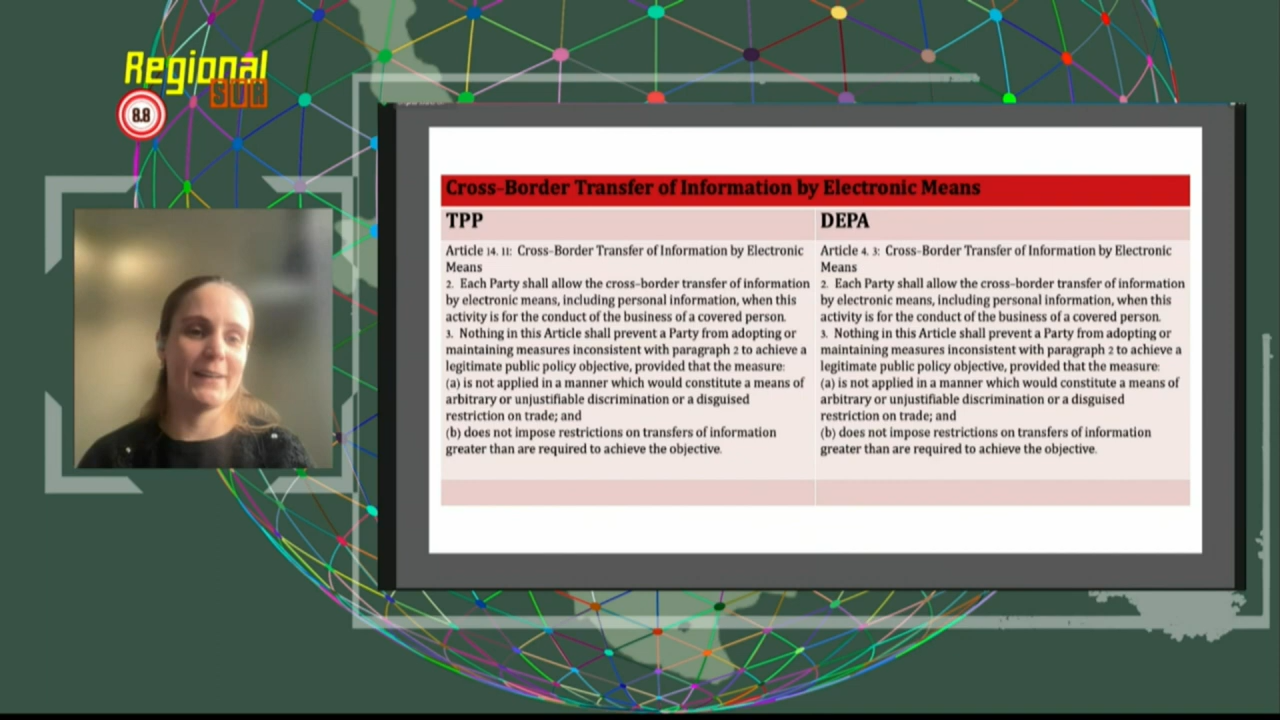 Regional
SUR
8.8
Cross-Border Transfer of Information by Electronic Means
TPP
DEPA
Article 14. 11: Cross-Border Transfer of Information by Electronic
Means
2. Each Party shall allow the cross-border transfer of information
by electronic means, including personal information, when this
activity is for the conduct of the business of a covered person.
3. Nothing in this Article shall prevent a Party from adopting or
maintaining measures inconsistent with paragraph 2 to achieve a
legitimate public policy objective, provided that the measure:
(a) is not applied in a manner which would constitute a means of
arbitrary or unjustifiable discrimination or a disguised
restriction on trade; and
(b) does not impose restrictions on transfers of information
greater than are required to achieve the objective.
Article 4. 3: Cross-Border Transfer of Information by Electronic
Means
2. Each Party shall allow the cross-border transfer of information
by electronic means, including personal information, when this
activity is for the conduct of the business of a covered person.
3. Nothing in this Article shall prevent a Party from adopting or
maintaining measures inconsistent with paragraph 2 to achieve a
legitimate public policy objective, provided that the measure:
(a) is not applied in a manner which would constitute a means of
arbitrary or unjustifiable discrimination or a disguised
restriction on trade; and
(b) does not impose restrictions on transfers of information
greater than are required to achieve the objective.